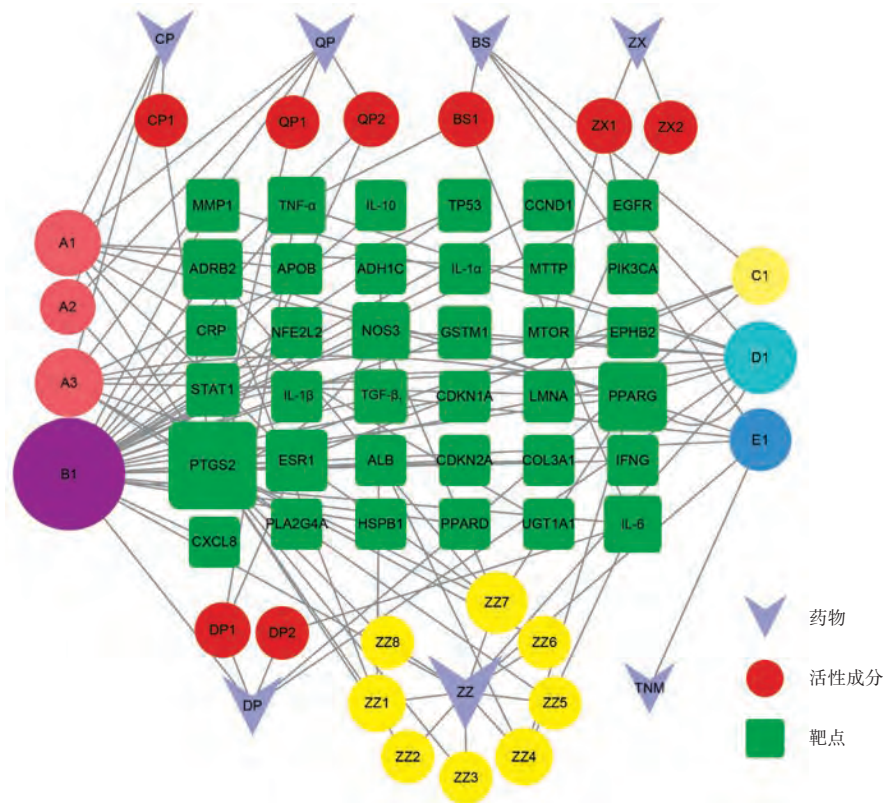 CP QP BS ZX
CP1 QP1 QP2 BS1 ZX1 ZX2
MMP1 TNF-α IL-10 TP53 CCND1 EGFR
A1
ADRB2 APOB ADH1C IL-1α MTTP PIK3CA C1
A2
CRP NFE2L2 NOS3 GSTM1 MTOR EPHB2
D1
A3
STAT1 IL-1β TGF-β, CDKN1A LMNA PPARG
E1
B1 PTGS2 ESR1 ALB CDKN2A COL3A1 IFNG
CXCL8 PLA2G4A HSPB1 PPARD UGT1A1 IL-6
ZZ7
药物
DP1 DP2 ZZ8 ZZ6
活性成分
DP ZZ1 ZZ ZZ5 TNM
靶点
ZZ2 ZZ3 ZZ4